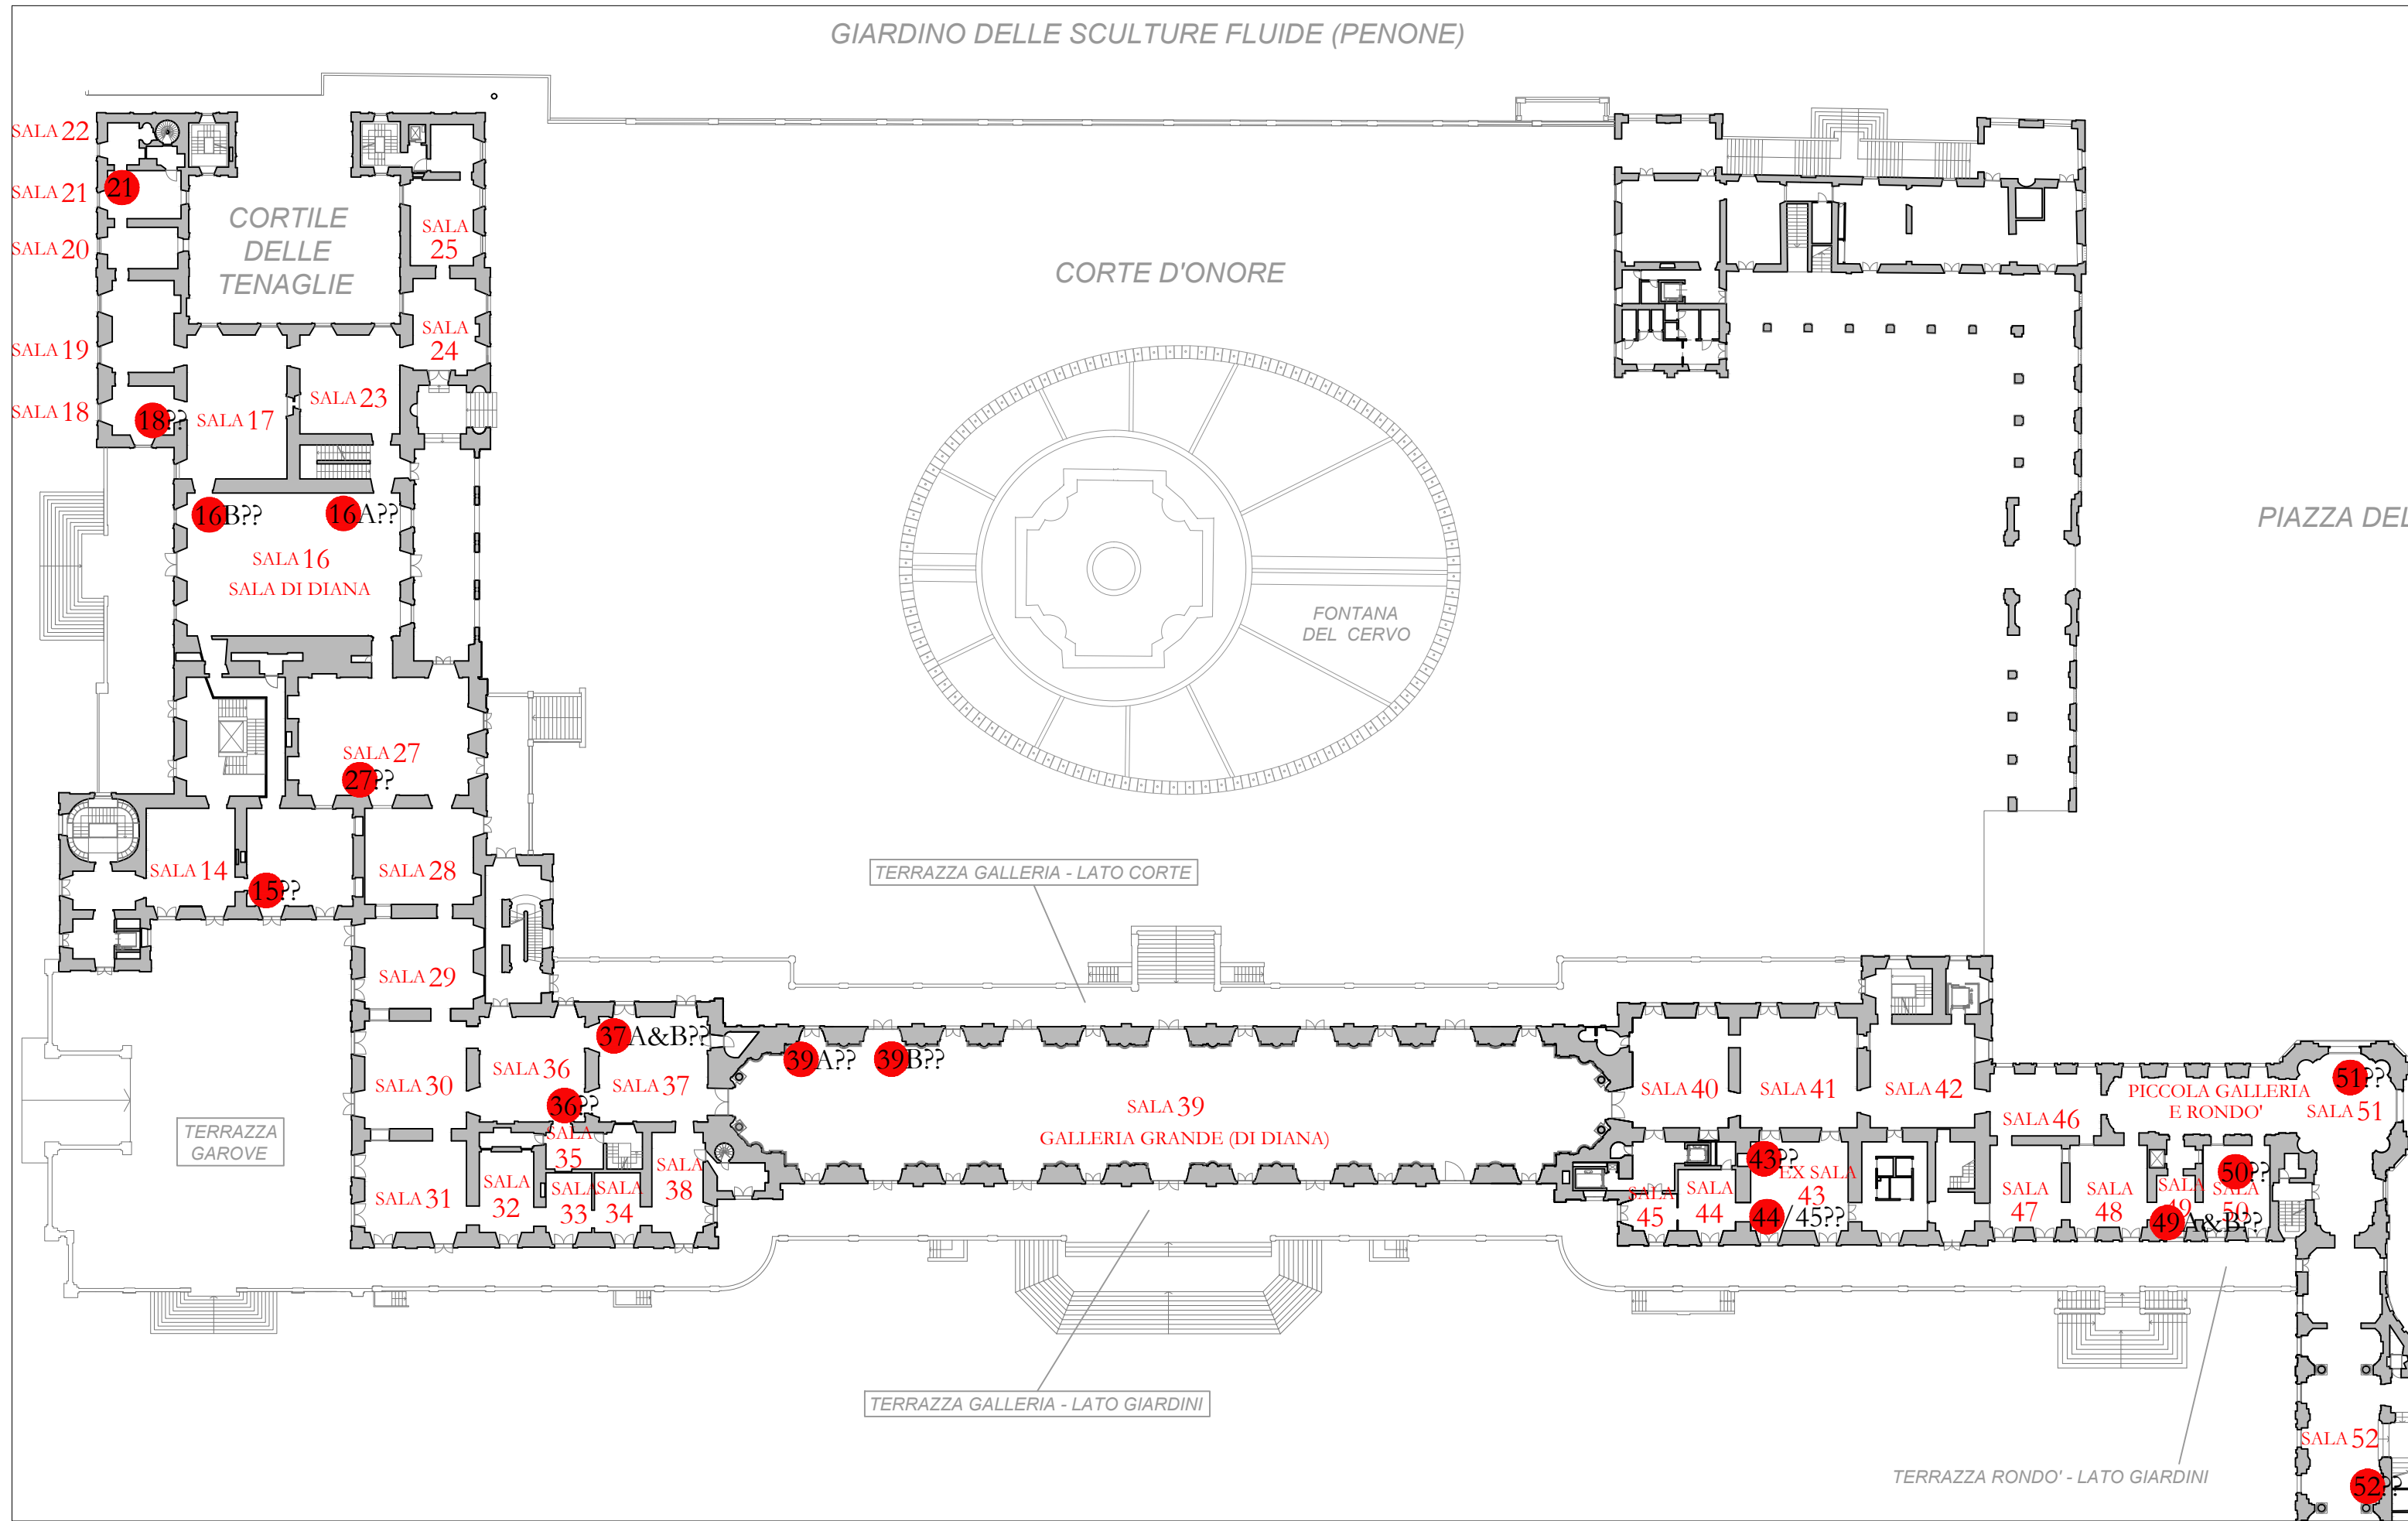 GIARDINO DELLE SCULTURE FLUIDE (PENONE)
SALA 22
SALA 21
21
SALA 20
CORTILE
DELLE
TENAGLIE
SALA
25
CORTE D'ONORE
SALA 19
SALA
24
SALA 18
18??
SALA 17
SALA 23
16B??
16A??
SALA 16
SALA DI DIANA
PIAZZA DEL
FONTANA
DEL CERVO
SALA 27
27??
SALA 14
15??
SALA 28
TERRAZZA GALLERIA - LATO CORTE
SALA 29
SALA 30
SALA 36
36??
37A&B??
SALA 37
39A??
39B??
SALA 39
GALLERIA GRANDE (DI DIANA)
SALA 40
SALA 41
SALA 42
SALA 46
PICCOLA GALLERIA
E RONDO'
SALA 51
51??
TERRAZZA
GAROVE
SALA 31
SALA
32
SALA
35
SALA
33
SALA
34
SALA
38
SALA
45
SALA
44
43??
EX SALA
43
44/45??
SALA
47
SALA
48
SALA
49
49A&B??
50??
SALA
50
TERRAZZA GALLERIA - LATO GIARDINI
TERRAZZA RONDO' - LATO GIARDINI
SALA 52
52??